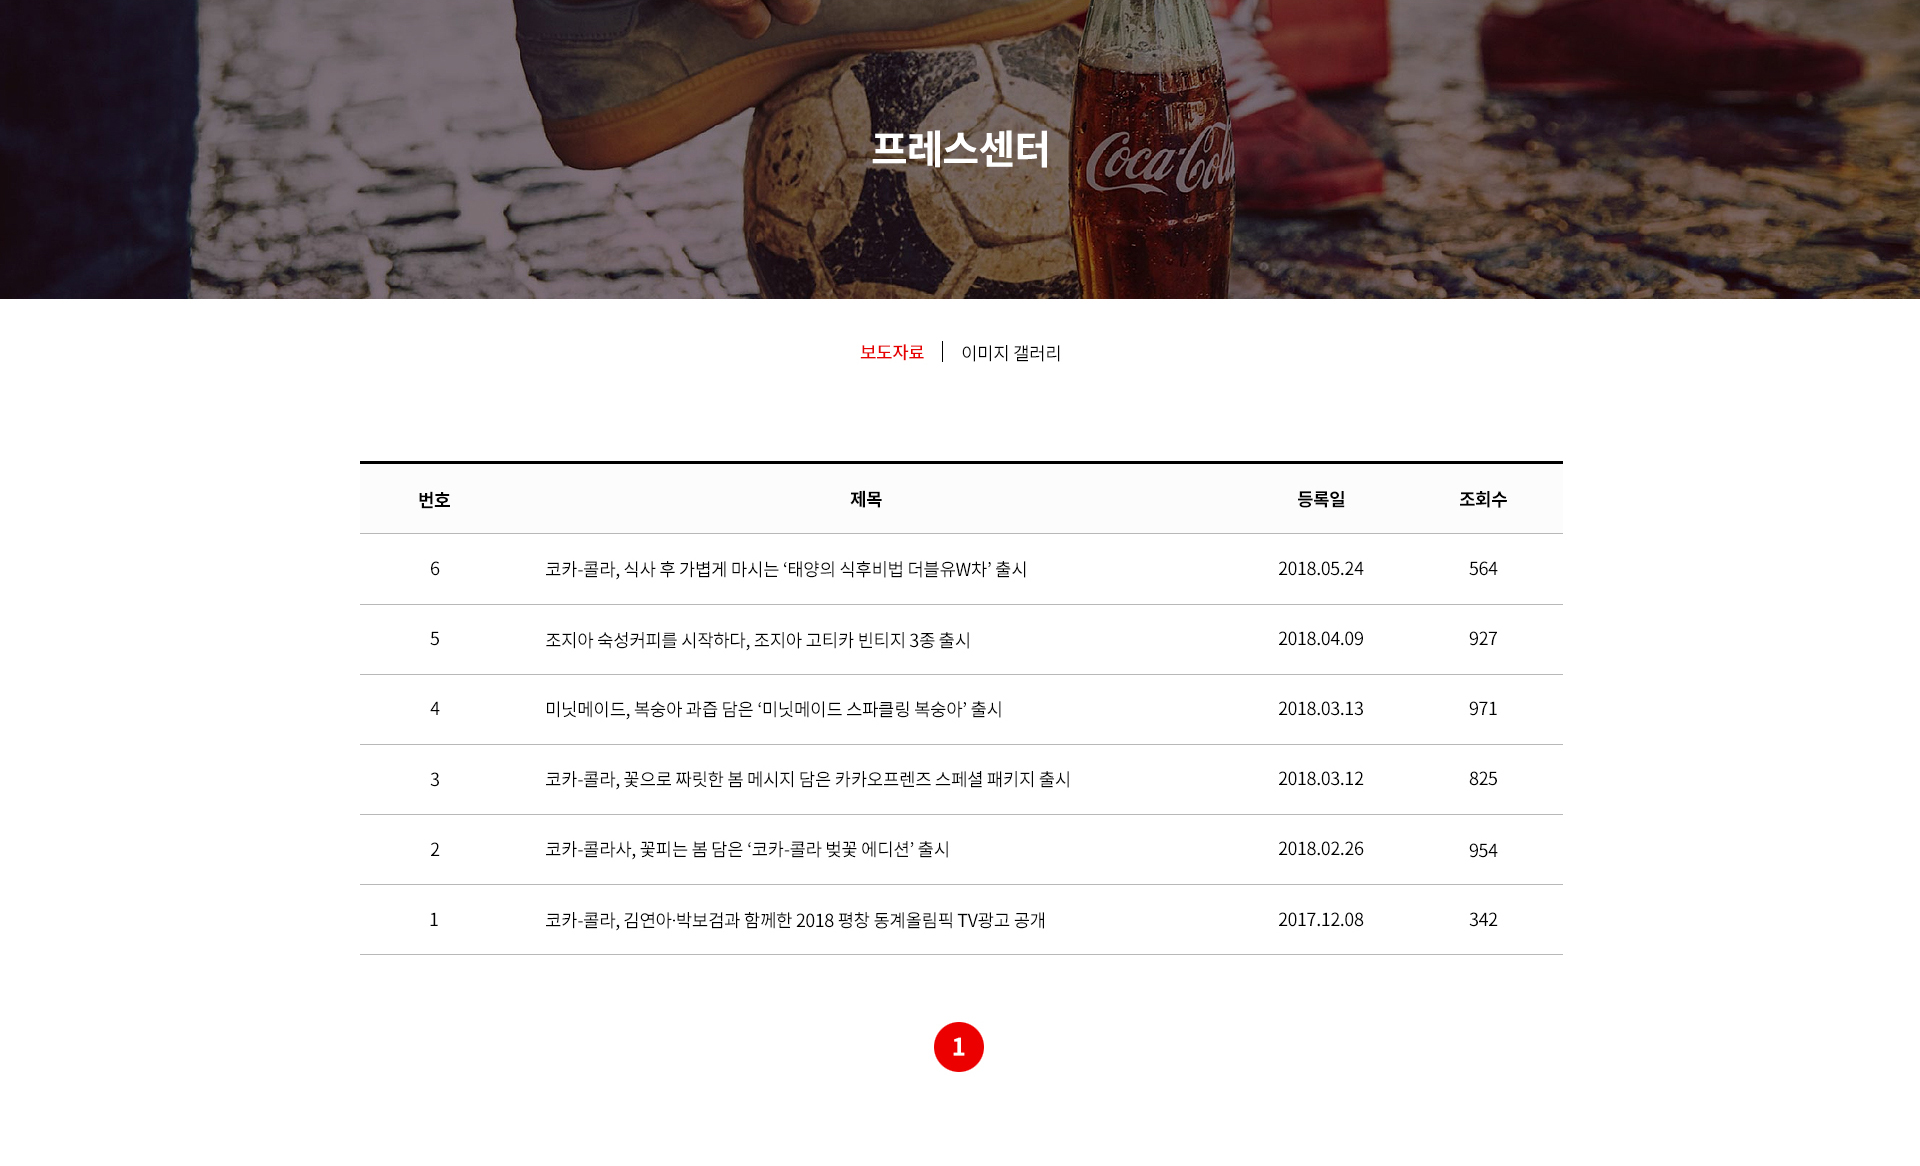 프레스센터
Coca-Cola
보도자료 | 이미지 갤러리
번호 제목 등록일 조회수
6 코카-콜라, 식사 후 가볍게 마시는 ‘태양의 식후비법 더블유W차’ 출시 2018.05.24 564
5 조지아 숙성커피를 시작하다, 조지아 고티카 빈티지 3종 출시 2018.04.09 927
4 미닛메이드, 복숭아 과즙 담은 ‘미닛메이드 스파클링 복숭아’ 출시 2018.03.13 971
3 코카-콜라, 꽃으로 짜릿한 봄 메시지 담은 카카오프렌즈 스페셜 패키지 출시 2018.03.12 825
2 코카-콜라사, 꽃피는 봄 담은 ‘코카-콜라 벚꽃 에디션’ 출시 2018.02.26 954
1 코카-콜라, 김연아·박보검과 함께한 2018 평창 동계올림픽 TV광고 공개 2017.12.08 342
1